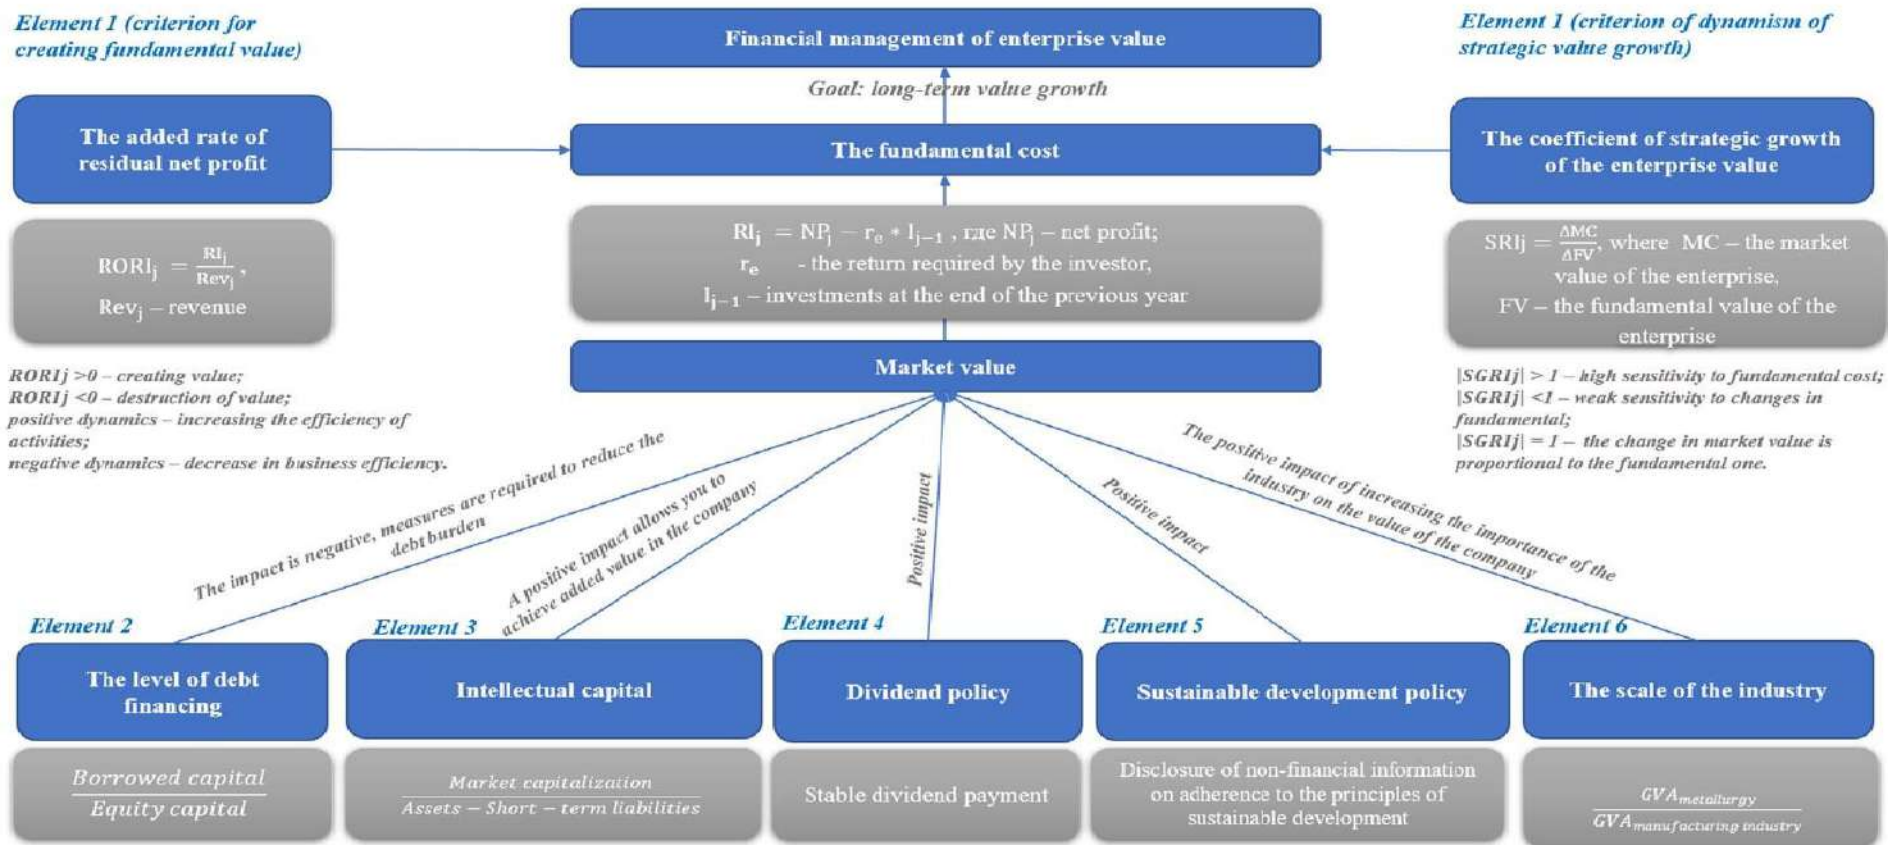 Element 1 (criterion for
creating fundamental value)
Financial management of enterprise value
Element 1 (criterion of dynamism of
strategic value growth)
Goal: long-term value growth
The added rate of
residual net profit
The fundamental cost
The coefficient of strategic growth
of the enterprise value
RORIj = RIj / Revj ,
Revj – revenue
RIj = NPj – re * Ij−1 , где NPj – net profit;
re - the return required by the investor,
Ij−1 – investments at the end of the previous year
SRIj = ΔMC / ΔFV, where MC – the market
value of the enterprise,
FV – the fundamental value of the
enterprise
Market value
RORIj >0 – creating value;
RORIj <0 – destruction of value;
positive dynamics – increasing the efficiency of
activities;
negative dynamics – decrease in business efficiency.
|SGRIj| > 1 – high sensitivity to fundamental cost;
|SGRIj| <1 – weak sensitivity to changes in
fundamental;
|SGRIj| = 1 – the change in market value is
proportional to the fundamental one.
The impact is negative, measures are required to reduce the
debt burden
A positive impact allows you to
achieve added value in the company
Positive impact
Positive impact
The positive impact of increasing the importance of the
industry on the value of the company
Element 2
Element 3
Element 4
Element 5
Element 6
The level of debt
financing
Intellectual capital
Dividend policy
Sustainable development policy
The scale of the industry
Borrowed capital
Equity capital
Market capitalization
Assets − Short − term liabilities
Stable dividend payment
Disclosure of non-financial information
on adherence to the principles of
sustainable development
GVAmetallurgy
GVAmanufacturing industry